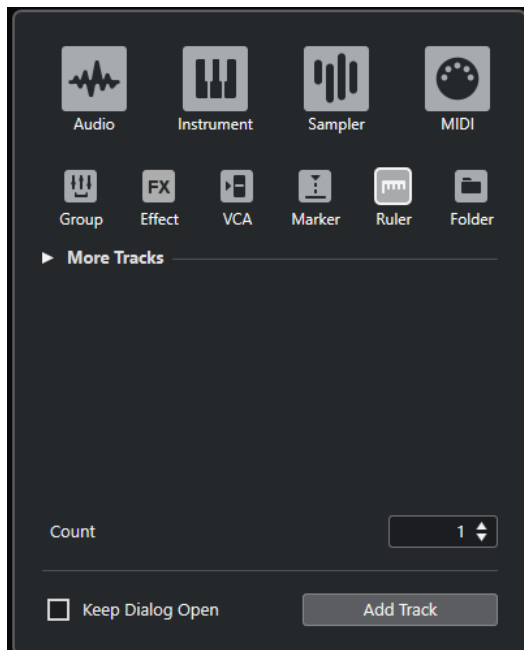 Audio Instrument Sampler MIDI
FX
Group Effect VCA Marker Ruler Folder
More Tracks
Count 1
Keep Dialog Open Add Track